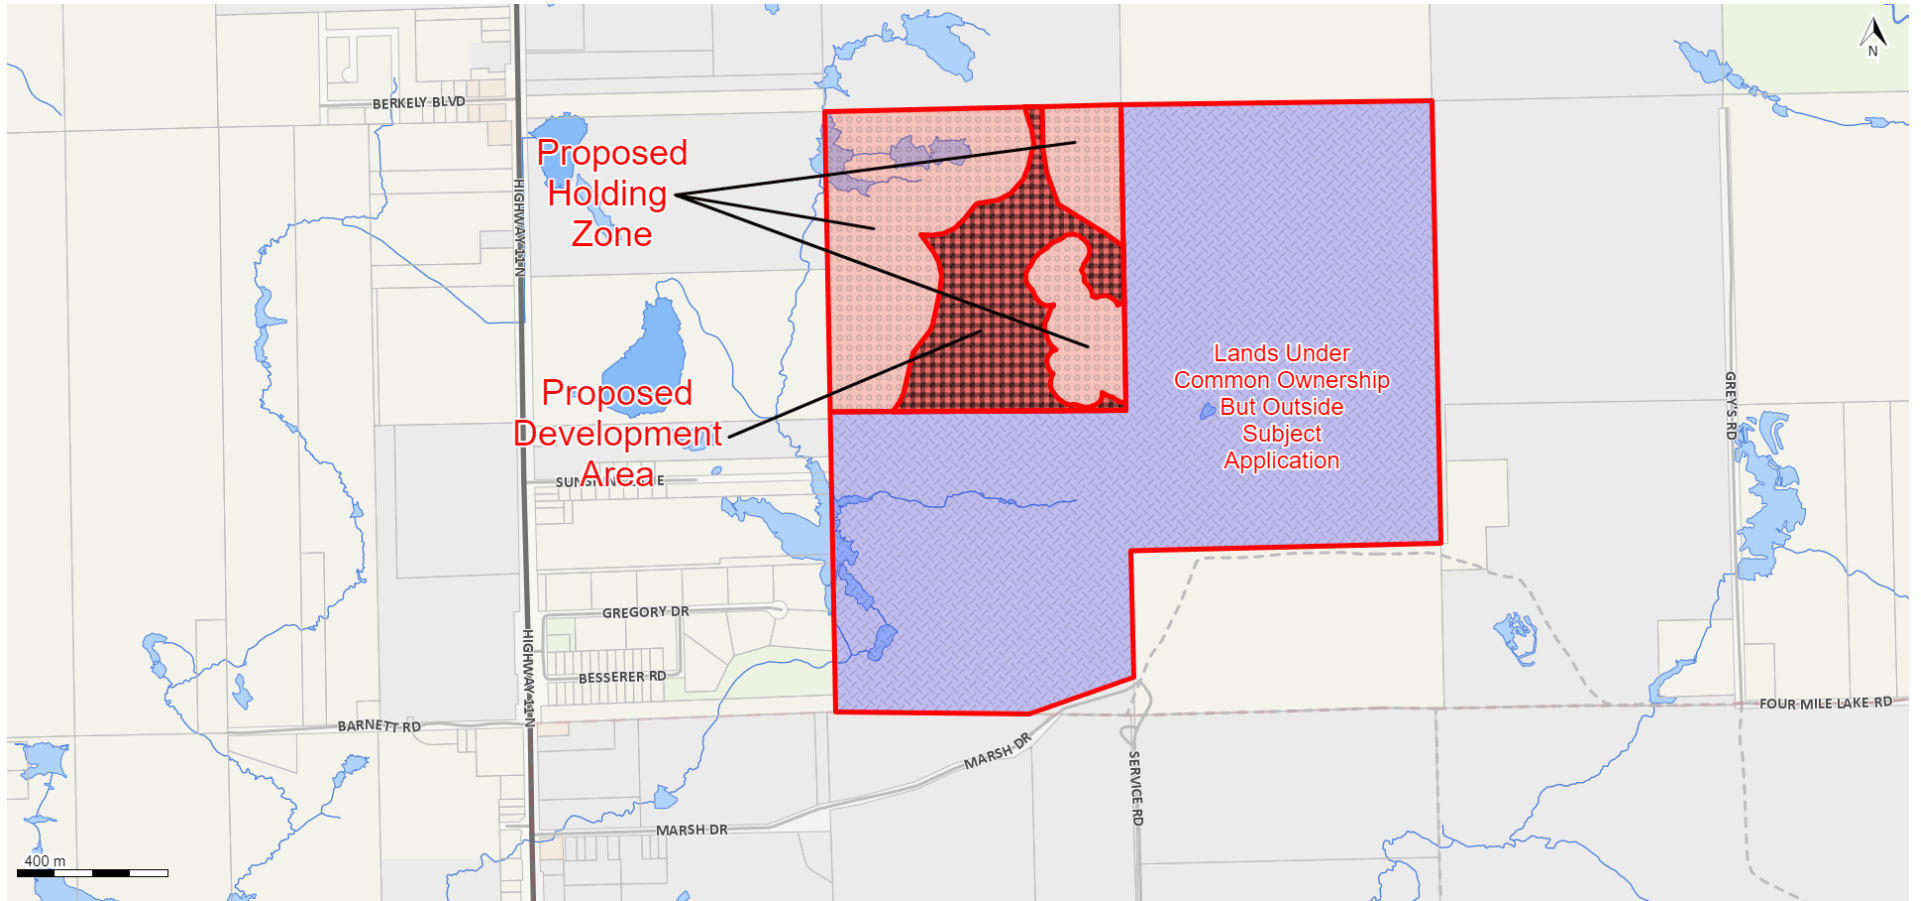 N
BERKELY BLVD
Proposed
Holding
Zone
HIGHWAY 11 N
Lands Under
Common Ownership
But Outside
Subject
Application
GREY'S RD
Proposed
Development
Area
GREGORY DR
BESSERER RD
HIGHWAY 11 N
BARNETT RD
FOUR MILE LAKE RD
MARSH DR
SERVICE RD
MARSH DR
400 m